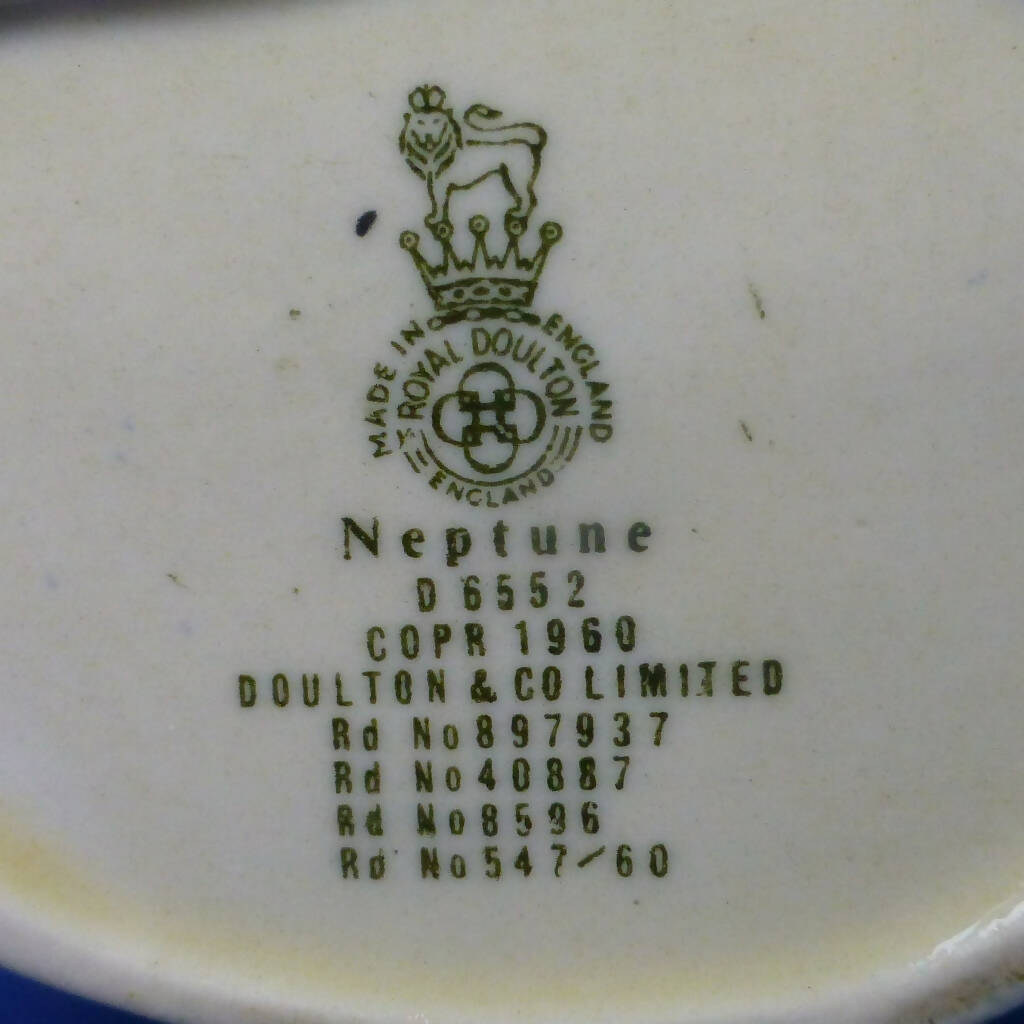 MADE IN ENGLAND
ROYAL DOULTON
ENGLAND
Neptune
D 6552
COPR 1960
DOULTON & CO LIMITED
Rd No 897937
Rd No 40887
Rd No 8596
Rd No 547/60